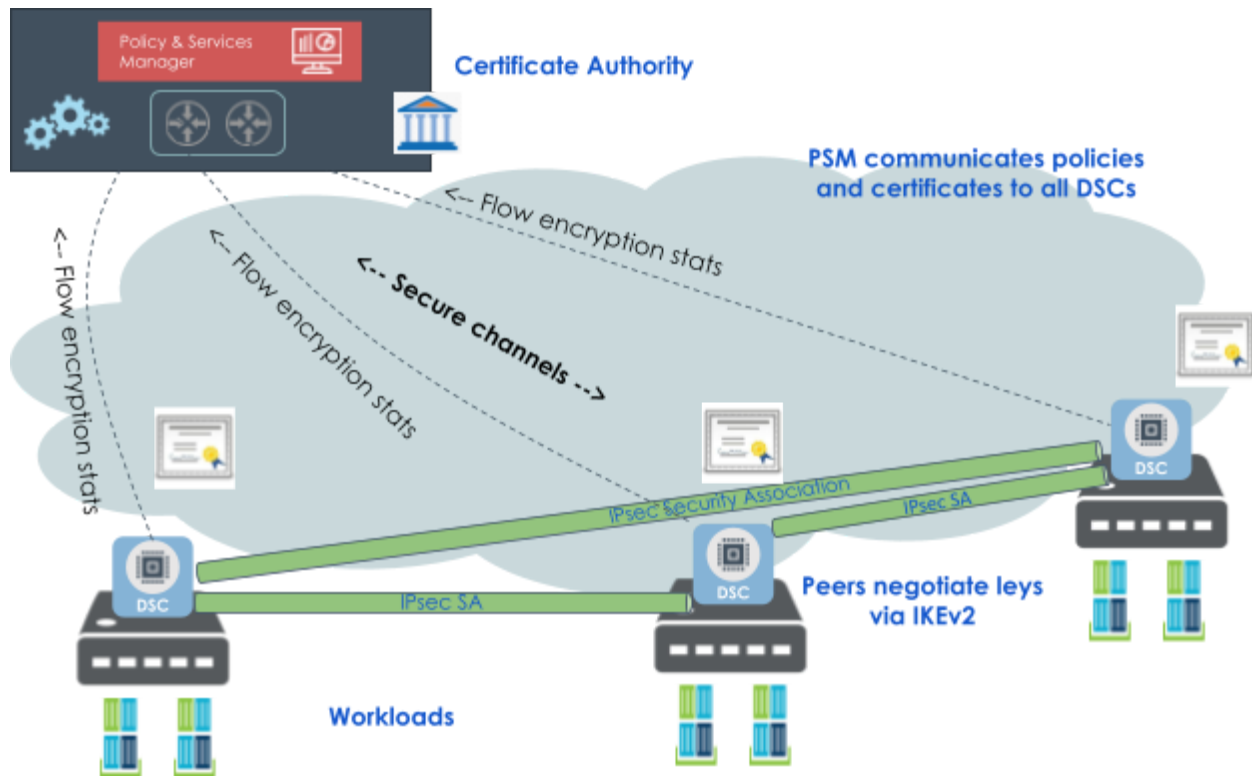 Policy & Services
Manager
Certificate Authority
PSM communicates policies
and certificates to all DSCs
<-- Flow encryption stats
<-- Flow encryption stats
<-- Flow encryption stats
<-- Secure channels -->
DSC
IPsec Security Association
IPsec SA
DSC
DSC
IPsec SA
Peers negotiate leys
via IKEv2
Workloads